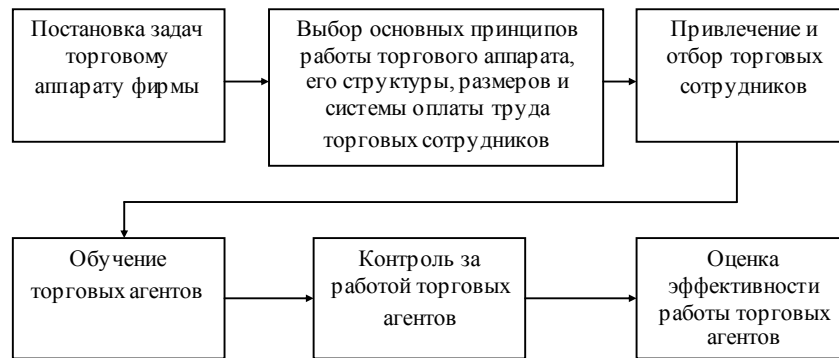 Постановка задач
торговому
аппарату фирмы
Выбор основных принципов
работы торгового аппарата,
его структуры, размеров и
системы оплаты труда
торговых сотрудников
Привлечение и
отбор торговых
сотрудников
Обучение
торговых агентов
Контроль за
работой торговых
агентов
Оценка
эффективности
работы торговых
агентов